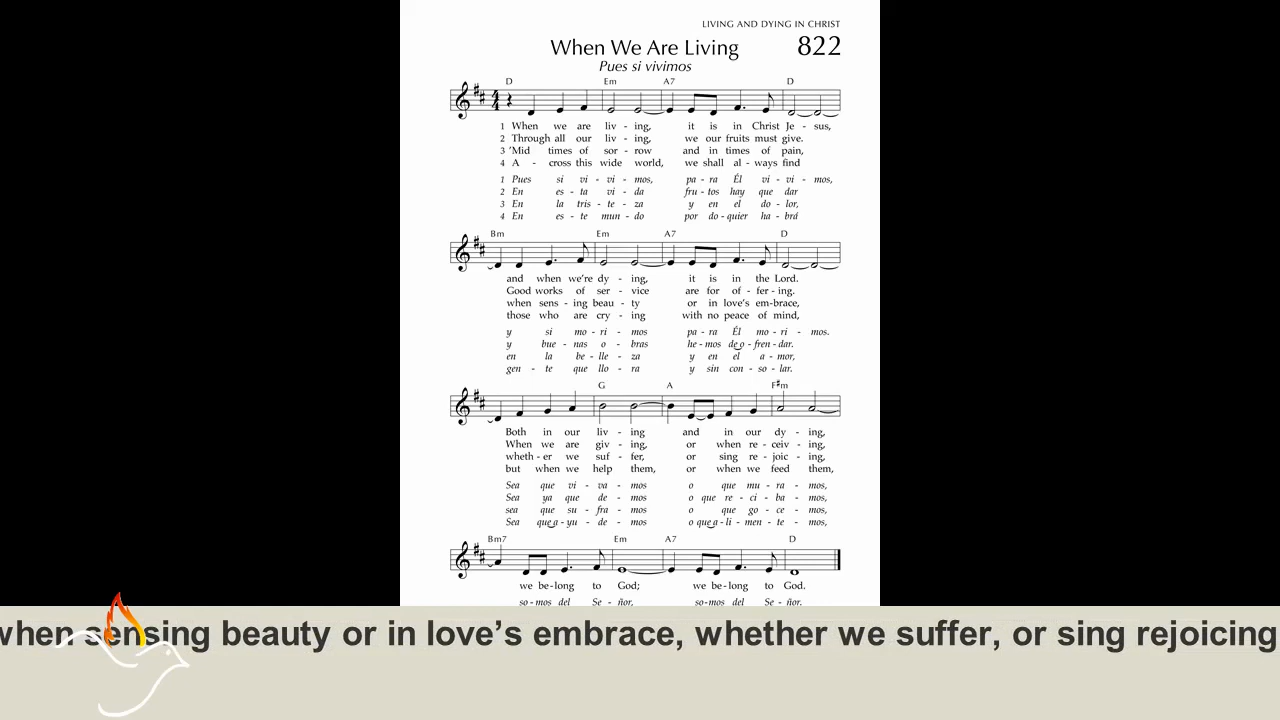 LIVING AND DYING IN CHRIST
When We Are Living 822
Pues si vivimos
D Em A7 D
1 When we are liv - ing, it is in Christ Je - sus,
2 Through all our liv - ing, we our fruits must give.
3 ’Mid times of sor - row and in times of pain,
4 A - cross this wide world, we shall al - ways find
1 Pues si vi - vi - mos, pa - ra Él vi - vi - mos,
2 En es - ta vi - da fru - tos hay que dar
3 En la tris - te - za y en el do - lor,
4 En es - te mun - do por do - quier ha - brá
Bm Em A7 D
and when we’re dy - ing, it is in the Lord.
Good works of ser - vice are for of - fer - ing.
when sens - ing beau - ty or in love’s em - brace,
those who are cry - ing with no peace of mind,
y si mo - ri - mos pa - ra Él mo - ri - mos.
y bue - nas o - bras he - mos de o - fren - dar.
en la be - lle - za y en el a - mor,
gen - te que llo - ra y sin con - so - lar.
G A F#m
Both in our liv - ing and in our dy - ing,
When we are giv - ing, or when re - ceiv - ing,
wheth - er we suf - fer, or sing re - joic - ing,
but when we help them, or when we feed them,
Sea que vi - va - mos o que mu - ra - mos,
Sea ya que de - mos o que re - ci - ba - mos,
sea que su - fra - mos o que go - ce - mos,
Sea que a - yu - de - mos o que a - li - men - te - mos,
Bm7 Em A7 D
we be - long to God; we be - long to God.
so - mos del Se - ñor, so - mos del Se - ñor.
when sensing beauty or in love’s embrace, whether we suffer, or sing rejoicing